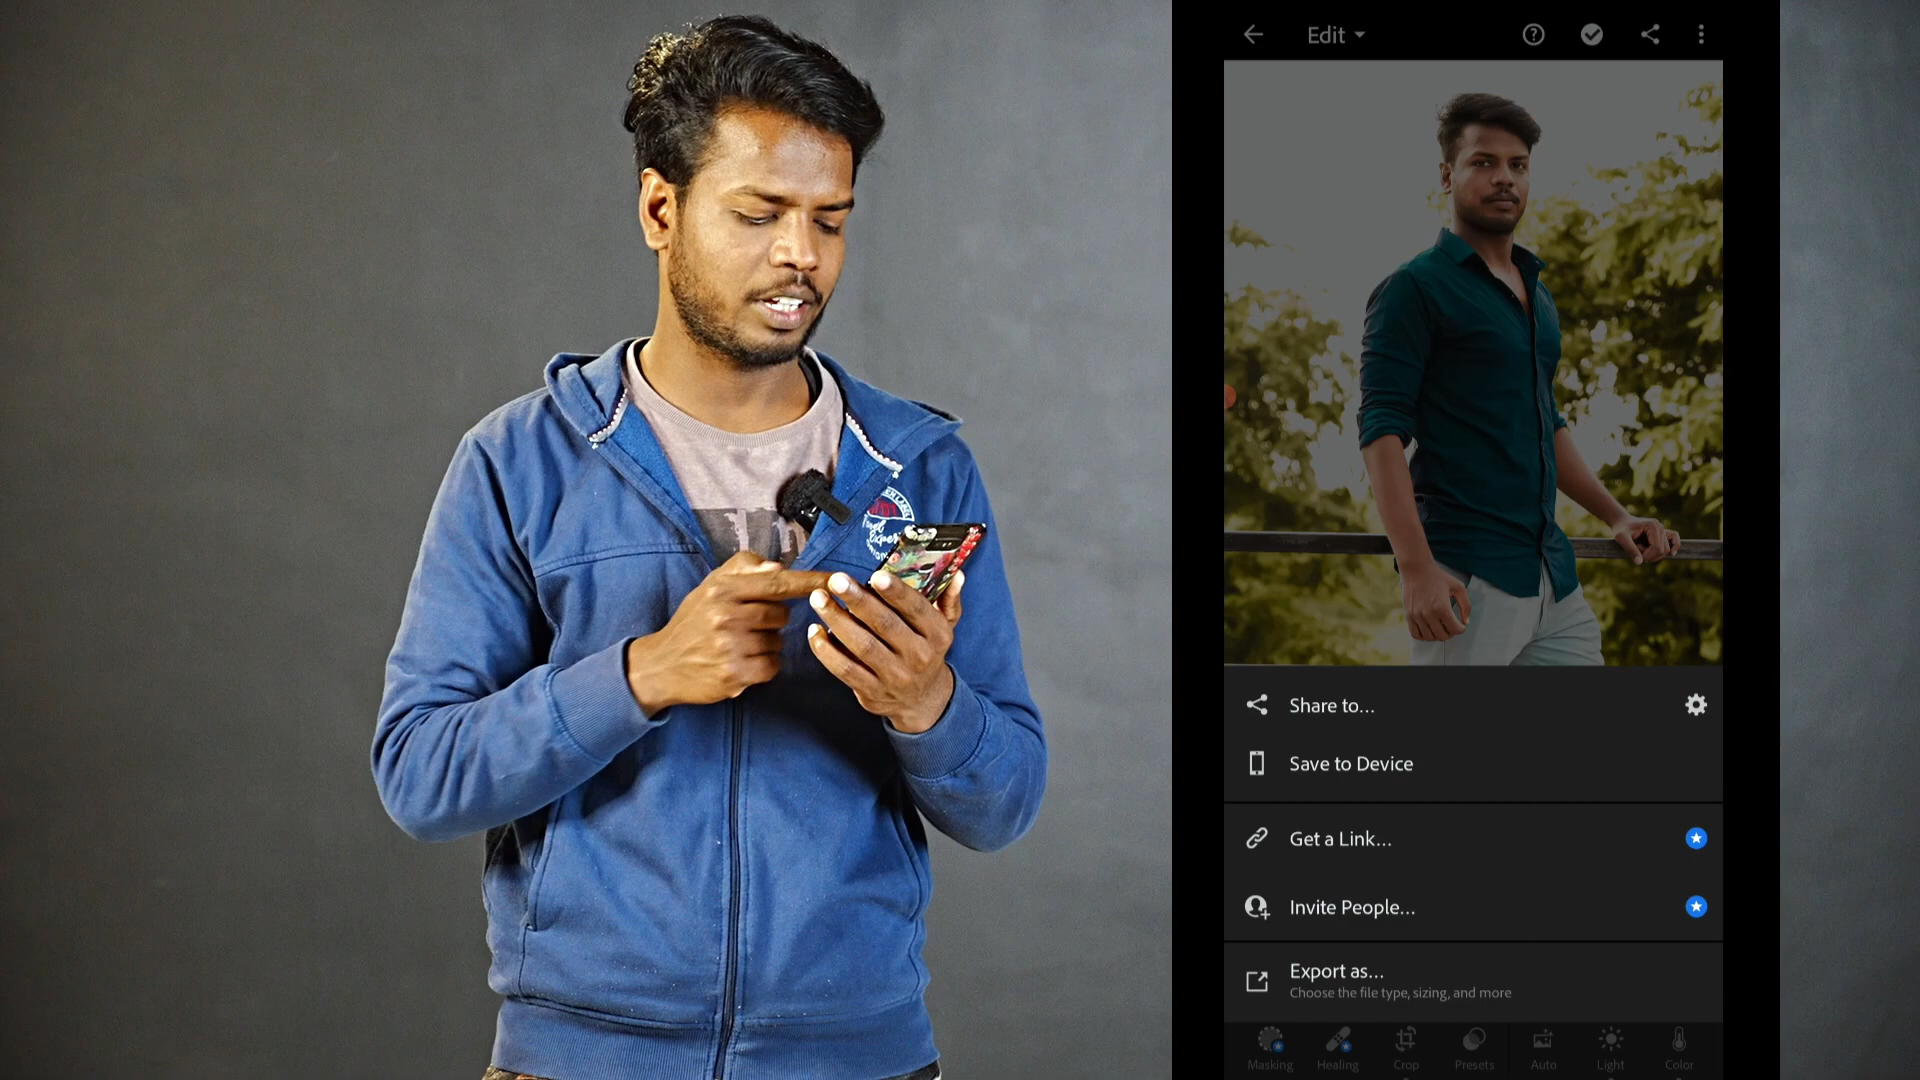 Edit
Share to...
Save to Device
Get a Link...
Invite People...
Export as...
Choose the file type, sizing, and more
Masking
Healing
Crop
Presets
Auto
Light
Color